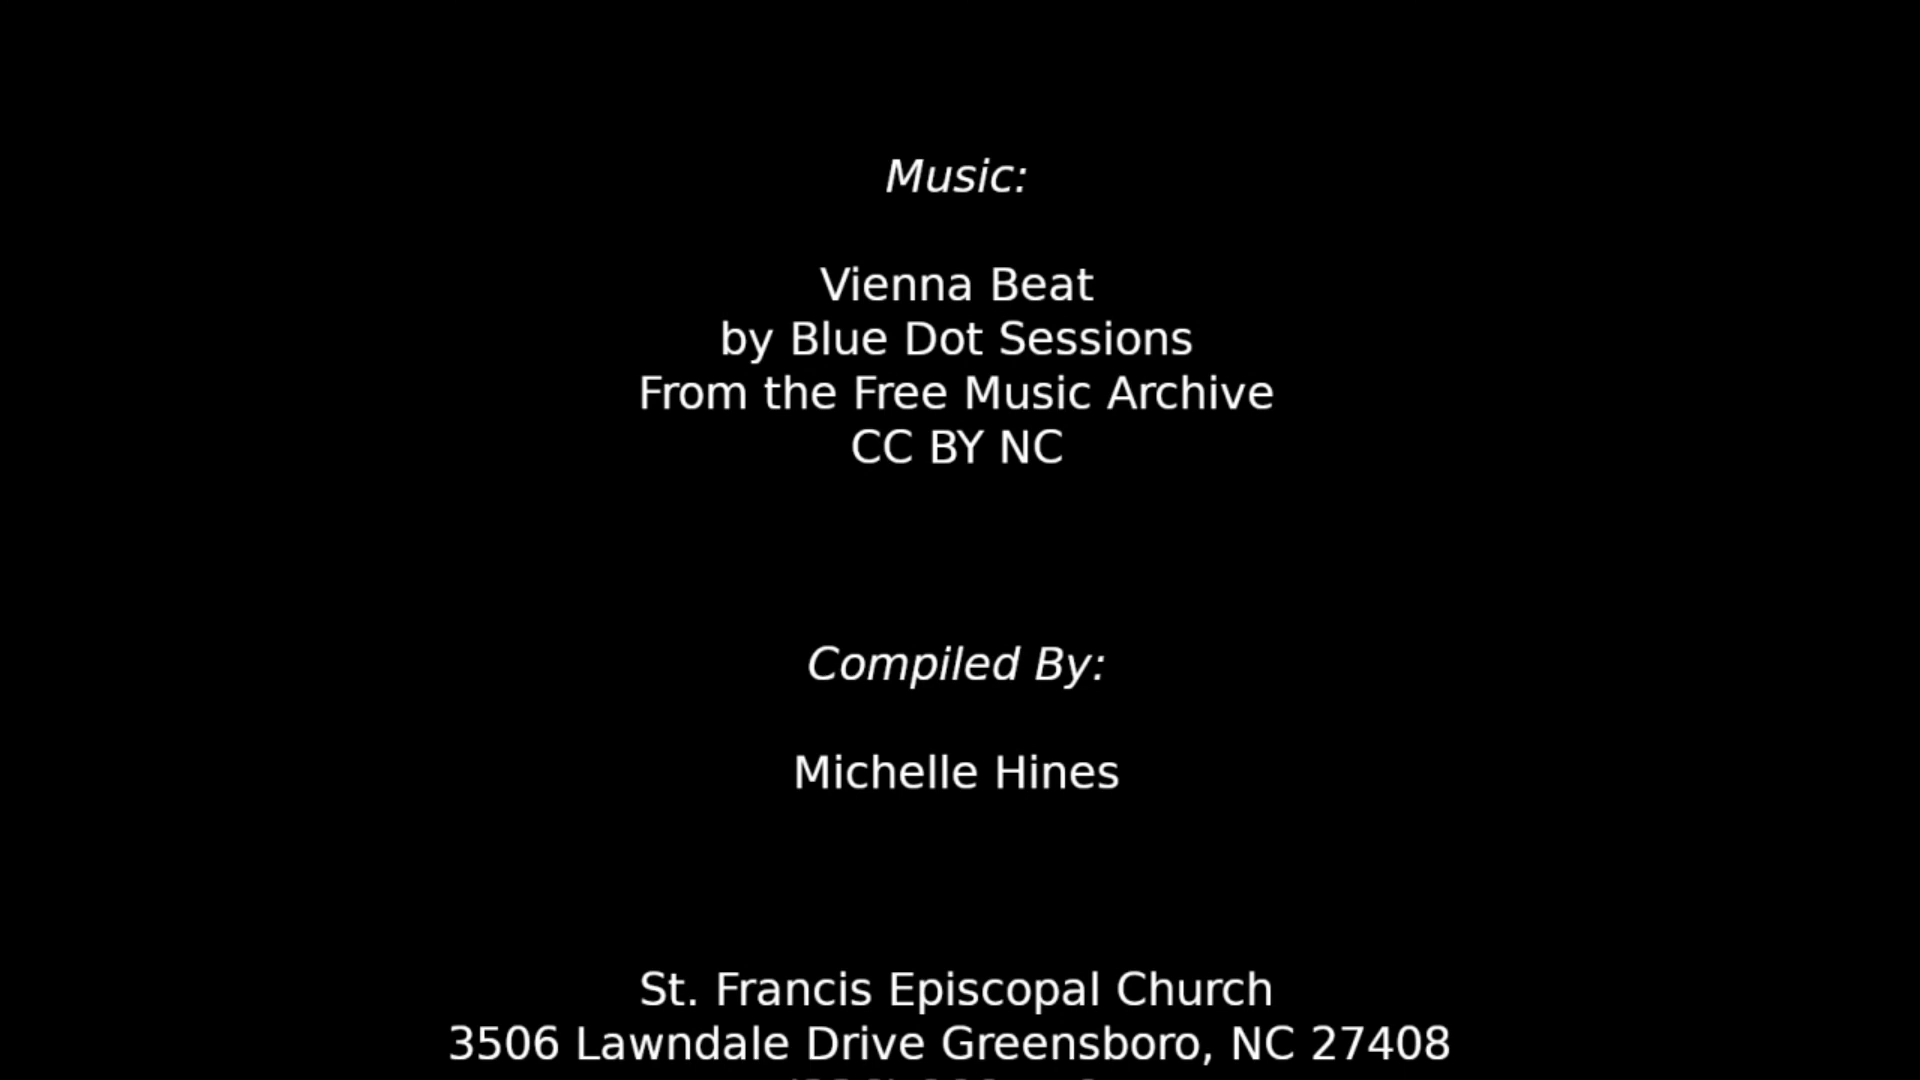 Music:
Vienna Beat
by Blue Dot Sessions
From the Free Music Archive
CC BY NC
Compiled By:
Michelle Hines
St. Francis Episcopal Church
3506 Lawndale Drive Greensboro, NC 27408